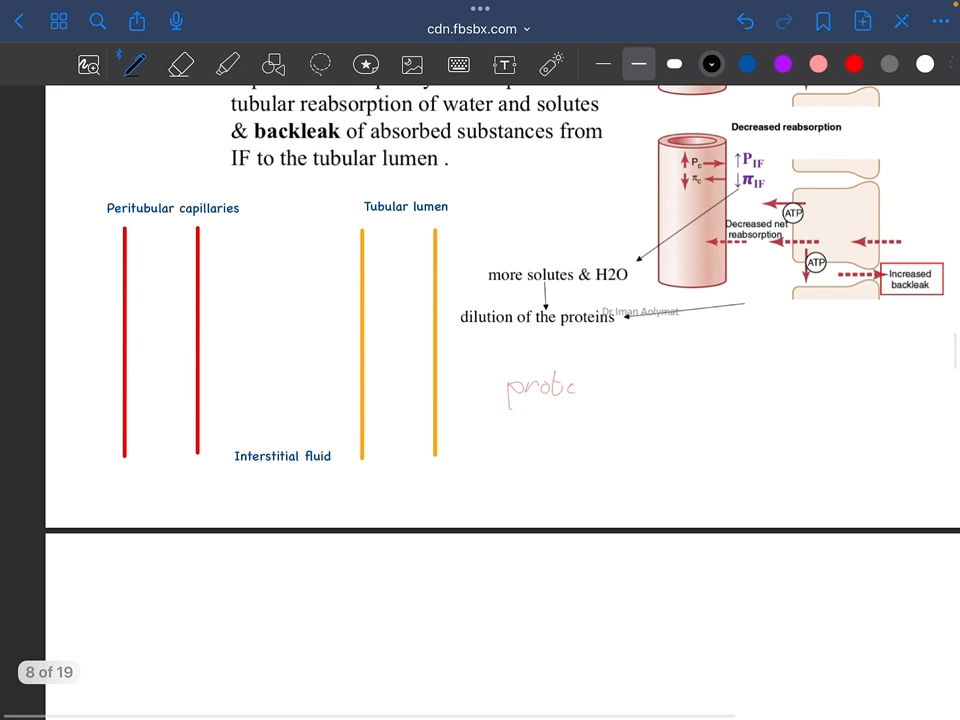 cdn.fbsbx.com
T
tubular reabsorption of water and solutes
& backleak of absorbed substances from
IF to the tubular lumen .
Decreased reabsorption
↑ Pc
↓ πc
↑PIF
↓πIF
ATP
Decreased net
reabsorption
ATP
Increased
backleak
Peritubular capillaries
Tubular lumen
more solutes & H2O
dilution of the proteins
Dr.Iman Aolymat
Interstitial fluid
8 of 19